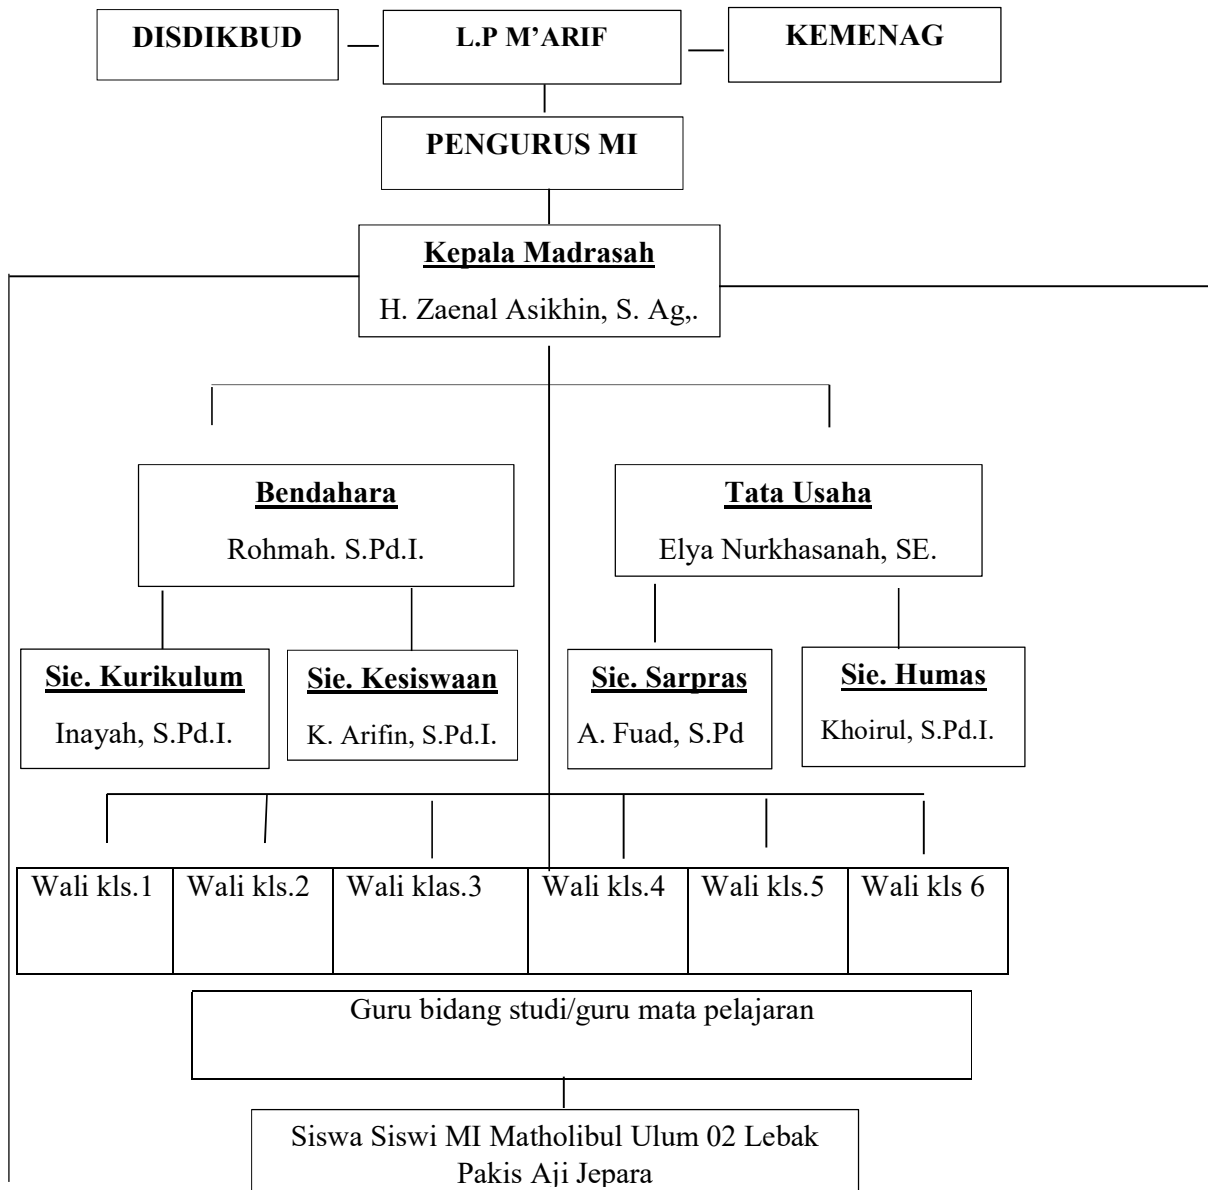 DISDIKBUD
L.P M’ARIF
KEMENAG
PENGURUS MI
Kepala Madrasah
H. Zaenal Asikhin, S. Ag,.
Bendahara
Rohmah. S.Pd.I.
Tata Usaha
Elya Nurkhasanah, SE.
Sie. Kurikulum
Inayah, S.Pd.I.
Sie. Kesiswaan
K. Arifin, S.Pd.I.
Sie. Sarpras
A. Fuad, S.Pd
Sie. Humas
Khoirul, S.Pd.I.
Wali kls.1
Wali kls.2
Wali klas.3
Wali kls.4
Wali kls.5
Wali kls 6
Guru bidang studi/guru mata pelajaran
Siswa Siswi MI Matholibul Ulum 02 Lebak
Pakis Aji Jepara